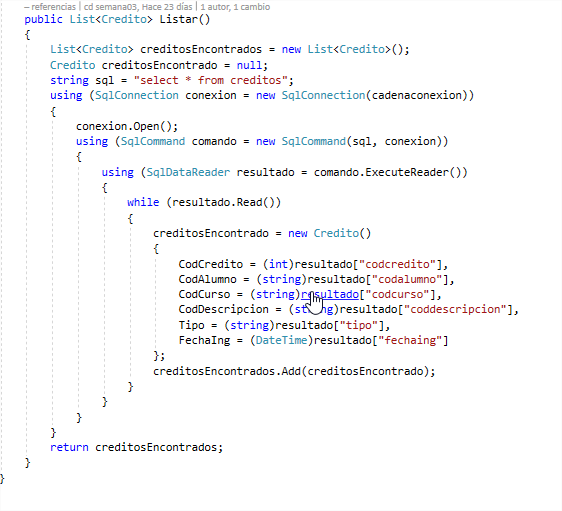 – referencias | cd semana03, Hace 23 días | 1 autor, 1 cambio
public List<Credito> Listar()
{
List<Credito> creditosEncontrados = new List<Credito>();
Credito creditosEncontrado = null;
string sql = "select * from creditos";
using (SqlConnection conexion = new SqlConnection(cadenaconexion))
{
conexion.Open();
using (SqlCommand comando = new SqlCommand(sql, conexion))
{
using (SqlDataReader resultado = comando.ExecuteReader())
{
while (resultado.Read())
{
creditosEncontrado = new Credito()
{
CodCredito = (int)resultado["codcredito"],
CodAlumno = (string)resultado["codalumno"],
CodCurso = (string)resultado["codcurso"],
CodDescripcion = (string)resultado["coddescripcion"],
Tipo = (string)resultado["tipo"],
FechaIng = (DateTime)resultado["fechaing"]
};
creditosEncontrados.Add(creditosEncontrado);
}
}
}
}
return creditosEncontrados;
}
}